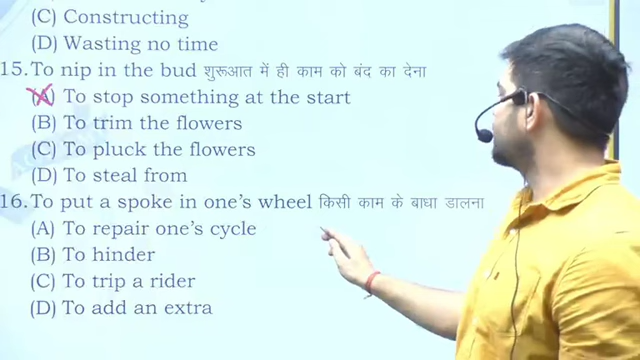 (C) Constructing
(D) Wasting no time
15. To nip in the bud शुरूआत में ही काम को बंद का देना
(A) To stop something at the start
(B) To trim the flowers
(C) To pluck the flowers
(D) To steal from
16. To put a spoke in one's wheel किसी काम के बाधा डालना
(A) To repair one's cycle
(B) To hinder
(C) To trip a rider
(D) To add an extra